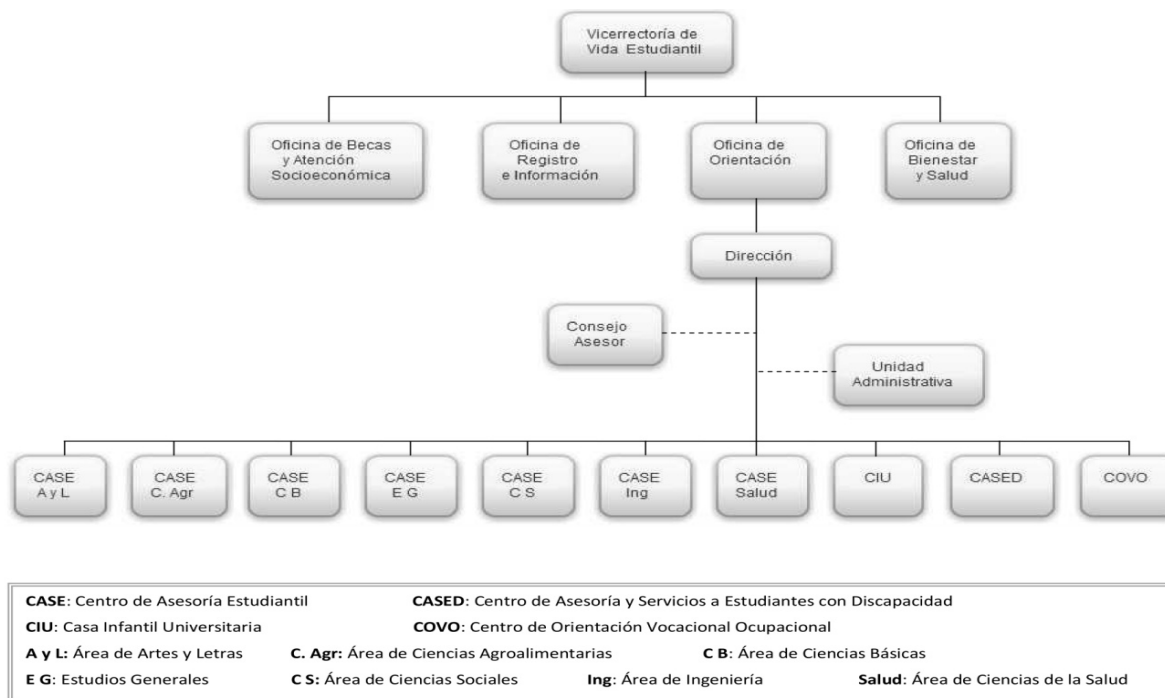 Vicerrectoría de
Vida Estudiantil
Oficina de Becas
y Atención
Socioeconómica
Oficina de
Registro
e Información
Oficina de
Orientación
Oficina de
Bienestar
y Salud
Dirección
Consejo
Asesor
Unidad
Administrativa
CASE
A y L
CASE
C. Agr
CASE
C B
CASE
E G
CASE
C S
CASE
Ing
CASE
Salud
CIU
CASED
COVO
CASE: Centro de Asesoría Estudiantil
CASED: Centro de Asesoría y Servicios a Estudiantes con Discapacidad
CIU: Casa Infantil Universitaria
COVO: Centro de Orientación Vocacional Ocupacional
A y L: Área de Artes y Letras
C. Agr: Área de Ciencias Agroalimentarias
C B: Área de Ciencias Básicas
E G: Estudios Generales
C S: Área de Ciencias Sociales
Ing: Área de Ingeniería
Salud: Área de Ciencias de la Salud